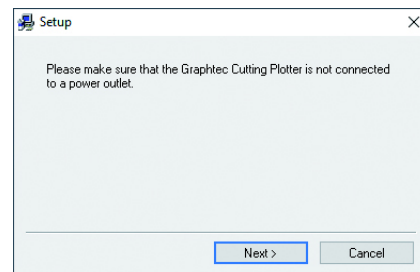 Setup
Please make sure that the Graphtec Cutting Plotter is not connected
to a power outlet.
Next >
Cancel